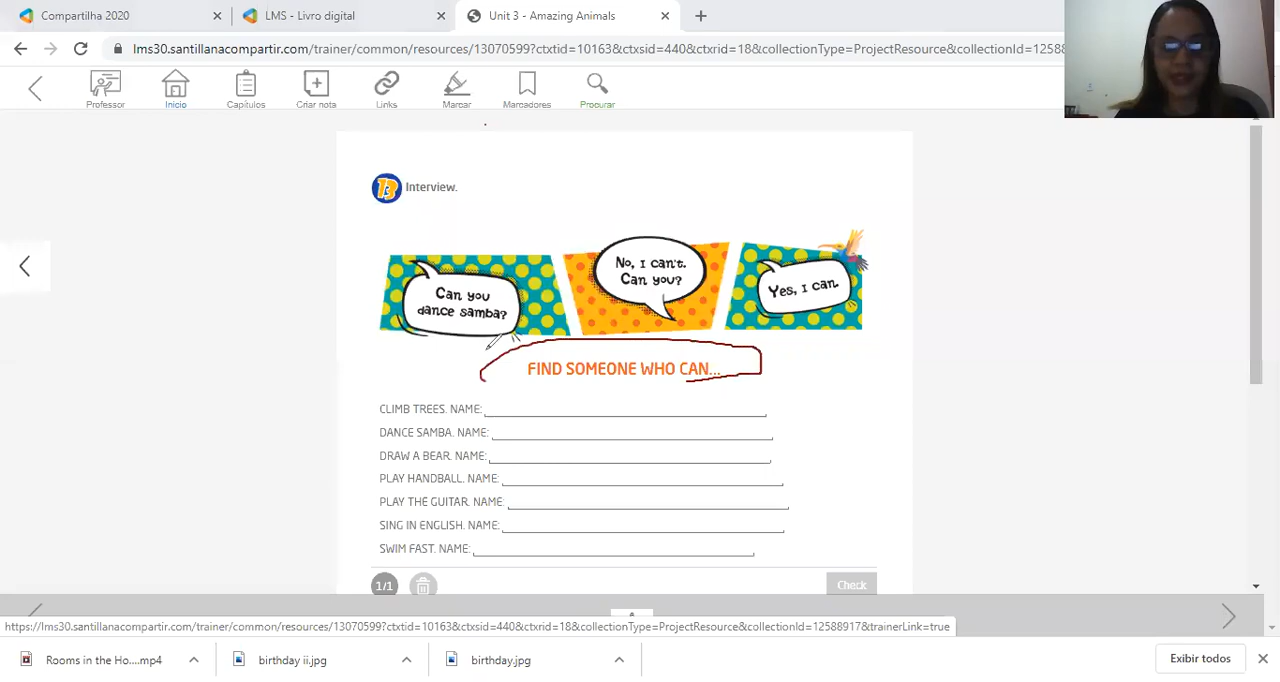 Compartilha 2020
LMS - Livro digital
Unit 3 - Amazing Animals
lms30.santillanacompartir.com/trainer/common/resources/13070599?ctxtid=10163&ctxsid=440&ctxrid=18&collectionType=ProjectResource&collectionId=12588
Professor
Início
Capítulos
Criar nota
Links
Marcar
Marcadores
Procurar
13 Interview.
Can you
dance samba?
No, I can't.
Can you?
Yes, I can.
FIND SOMEONE WHO CAN...
CLIMB TREES. NAME:
DANCE SAMBA. NAME:
DRAW A BEAR. NAME:
PLAY HANDBALL. NAME:
PLAY THE GUITAR. NAME:
SING IN ENGLISH. NAME:
SWIM FAST. NAME:
1/1
Check
https://lms30.santillanacompartir.com/trainer/common/resources/13070599?ctxtid=10163&ctxsid=440&ctxrid=18&collectionType=ProjectResource&collectionId=12588917&trainerLink=true
Rooms in the Ho....mp4
birthday ii.jpg
birthday.jpg
Exibir todos